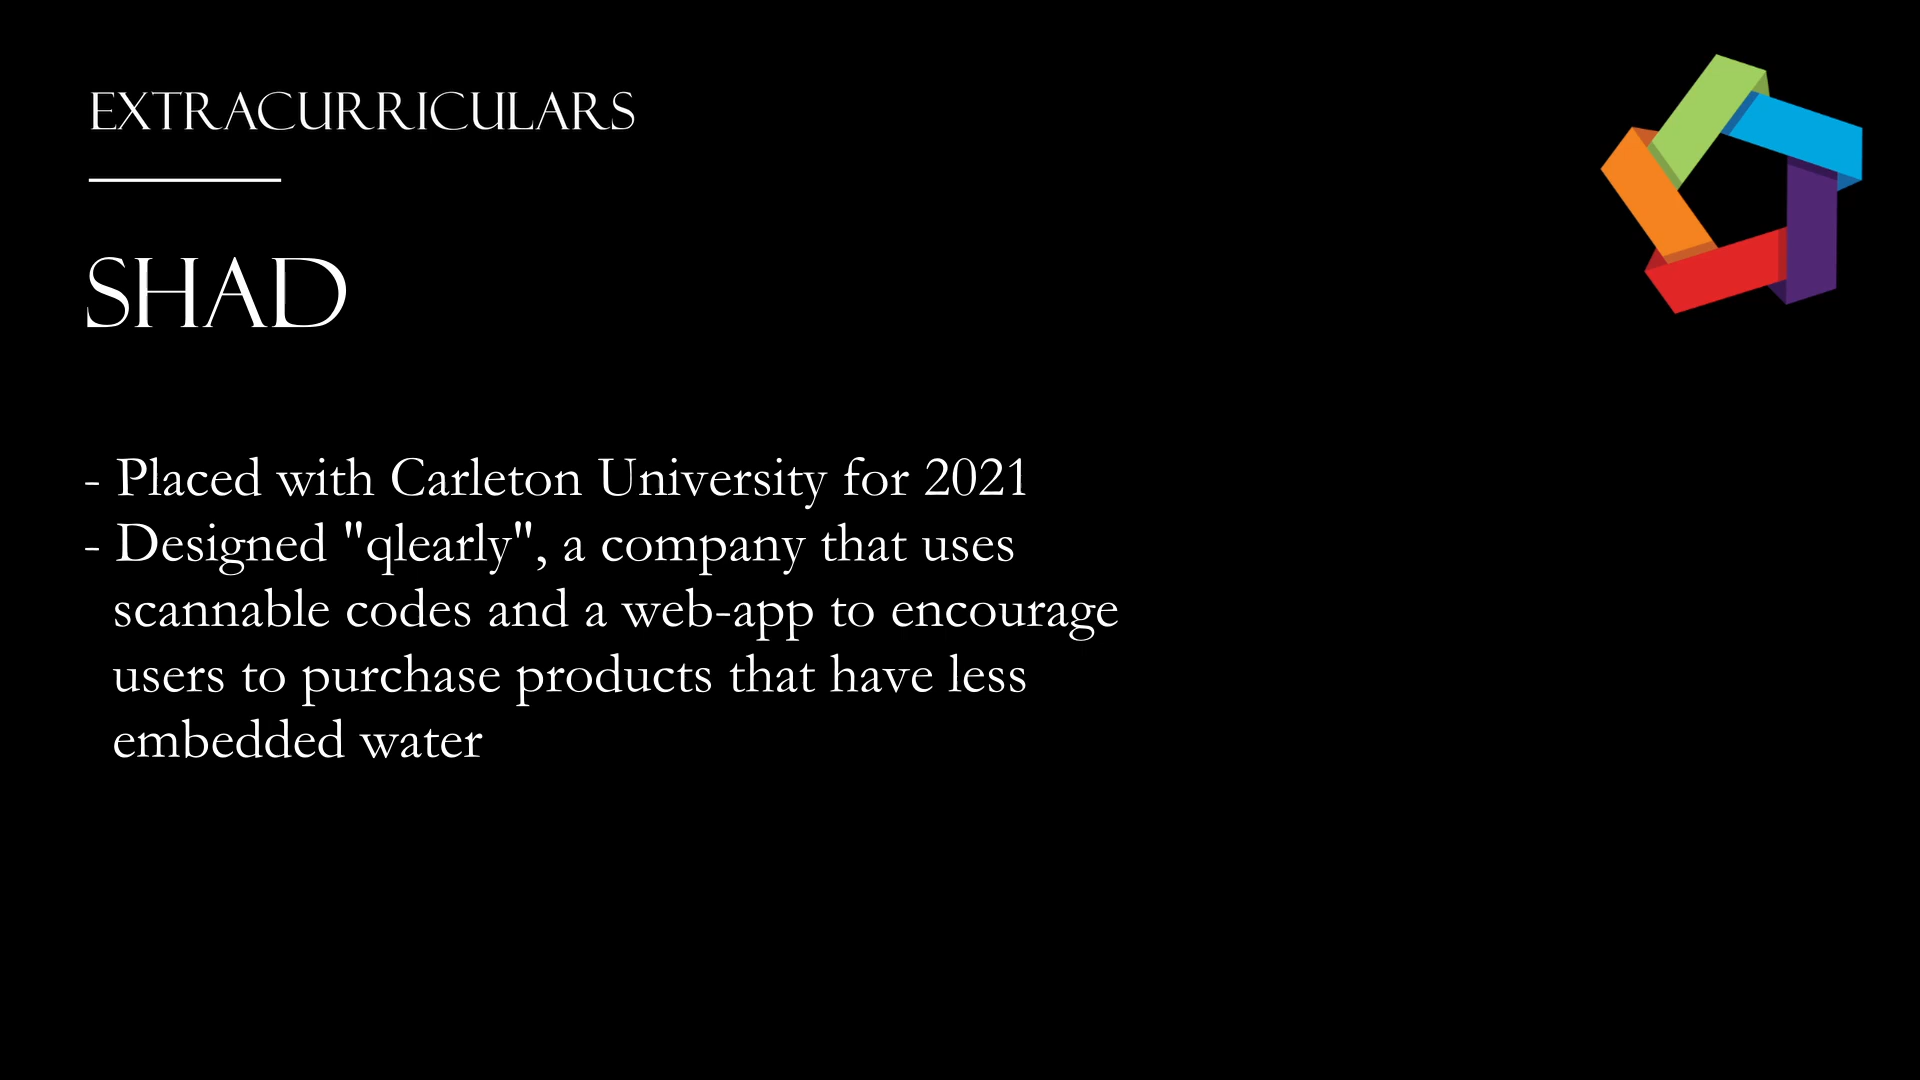 EXTRACURRICULARS
SHAD
- Placed with Carleton University for 2021
- Designed "qlearly", a company that uses
scannable codes and a web-app to encourage
users to purchase products that have less
embedded water